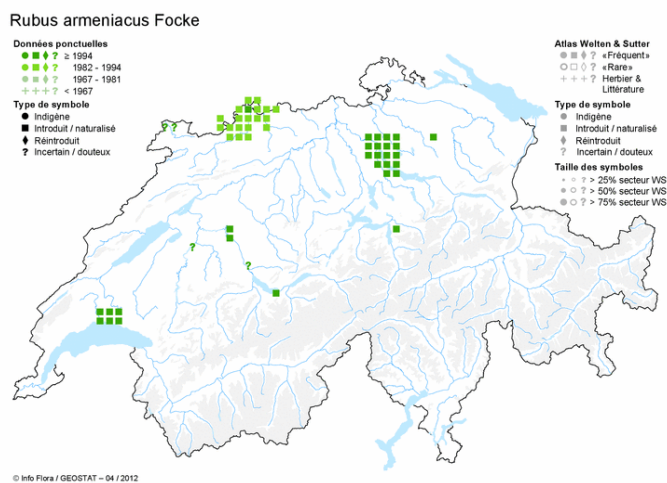 Rubus armeniacus Focke
Données ponctuelles
? ≥ 1994
? 1982 - 1994
? 1967 - 1981
+++ < 1967
Type de symbole
Indigène
Introduit / naturalisé
Réintroduit
? Incertain / douteux
Atlas Welten & Sutter
? «Fréquent»
? «Rare»
+++ Herbier &
Littérature
Type de symbole
Indigène
Introduit / naturalisé
Réintroduit
? Incertain / douteux
Taille des symboles
? > 25% secteur WS
? > 50% secteur WS
? > 75% secteur WS
? ?
?
?
© Info Flora / GEOSTAT – 04 / 2012